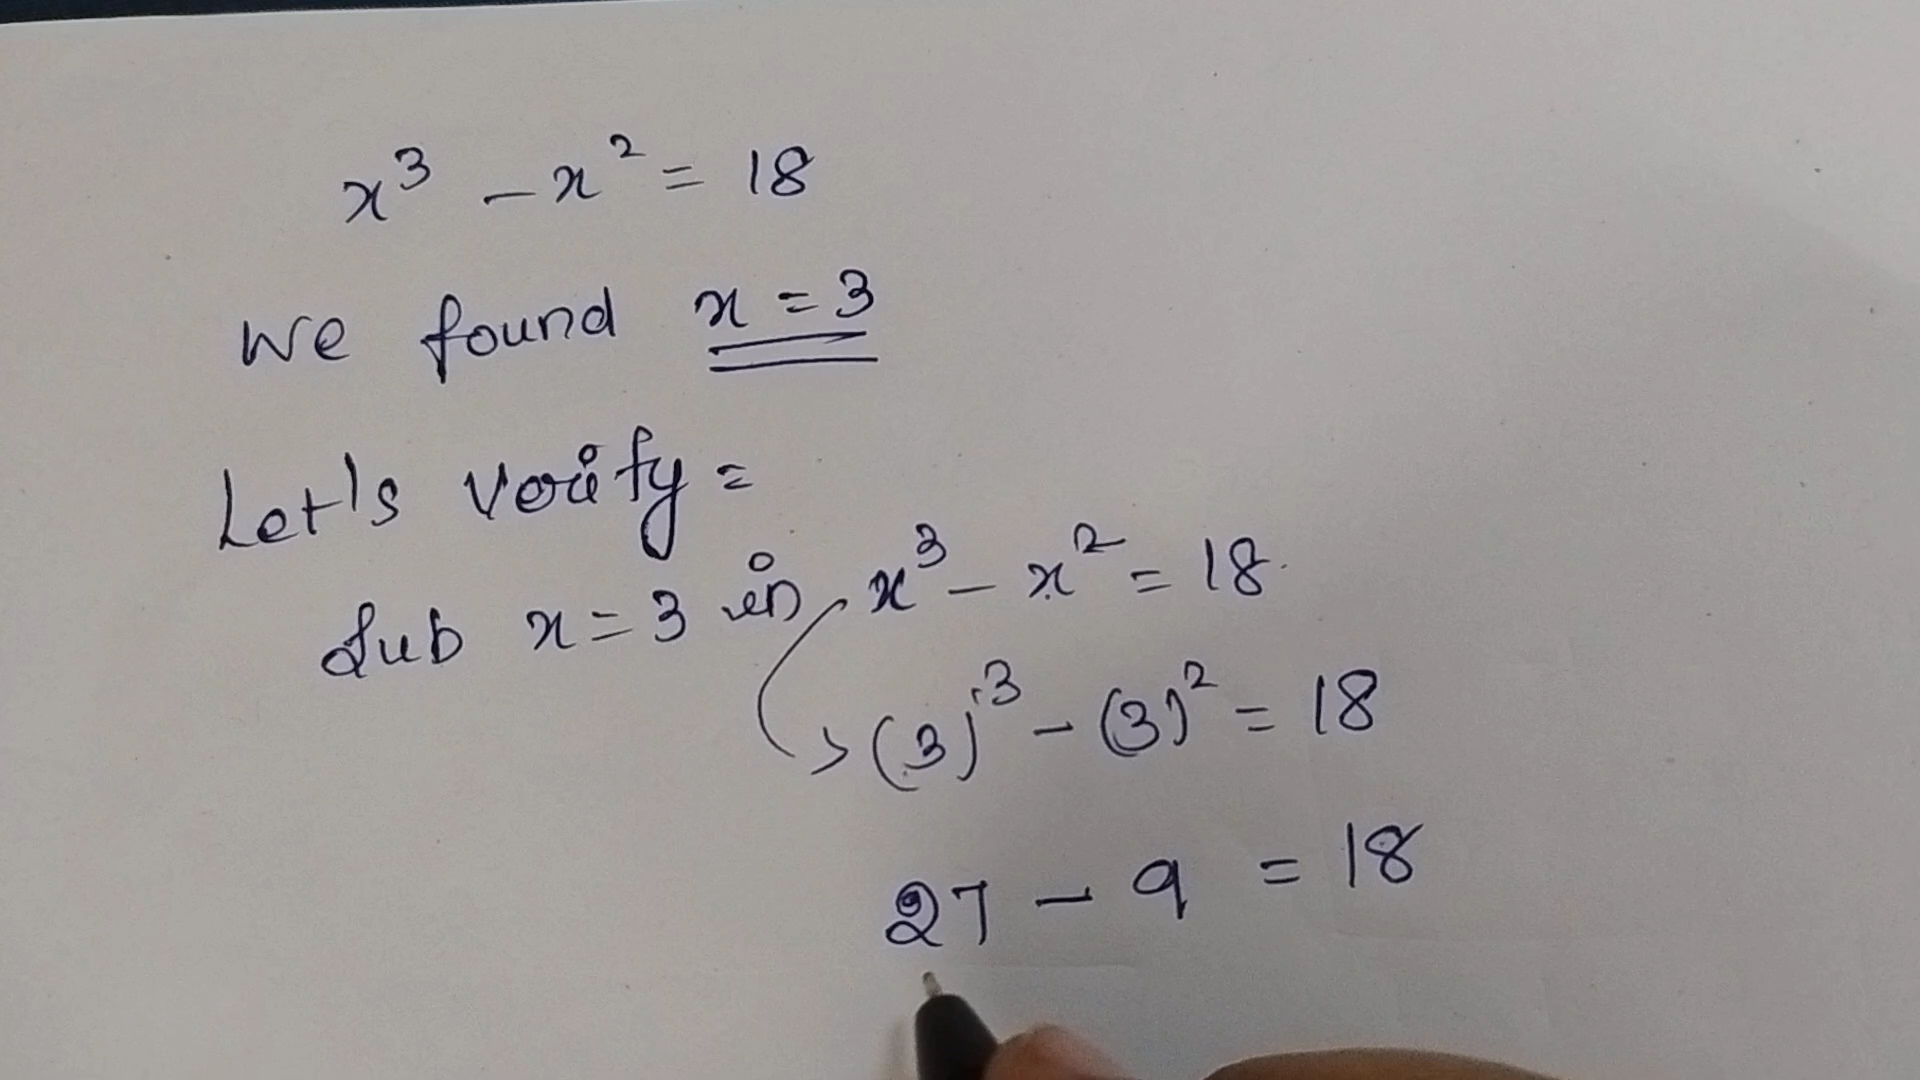 x³ - x² = 18
We found x = 3
Let's verify =
Sub x = 3 in x³ - x² = 18
(3)³ - (3)² = 18
27 - 9 = 18